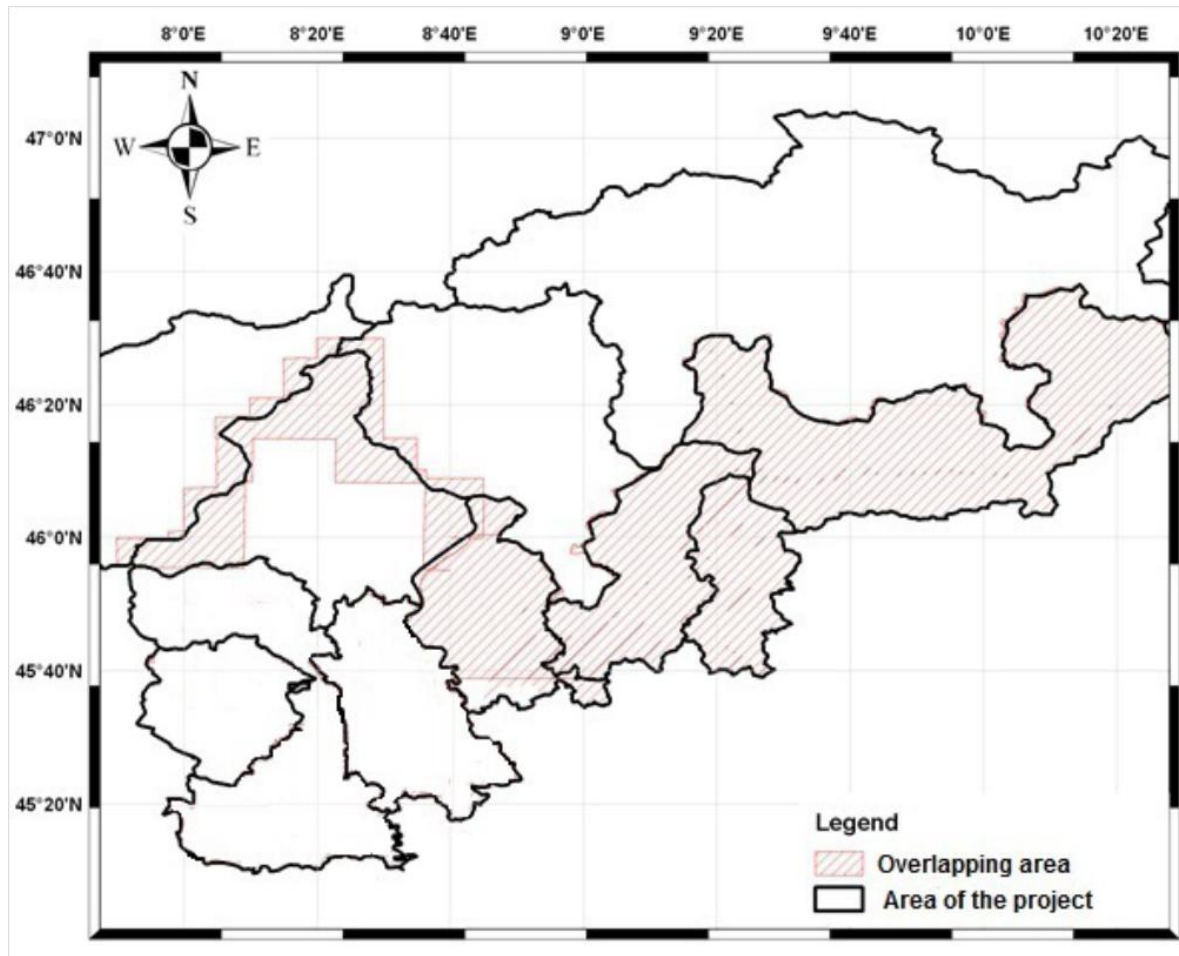 8°0'E 8°20'E 8°40'E 9°0'E 9°20'E 9°40'E 10°0'E 10°20'E
N
W E
S
47°0'N
46°40'N
46°20'N
46°0'N
45°40'N
45°20'N
Legend
Overlapping area
Area of the project